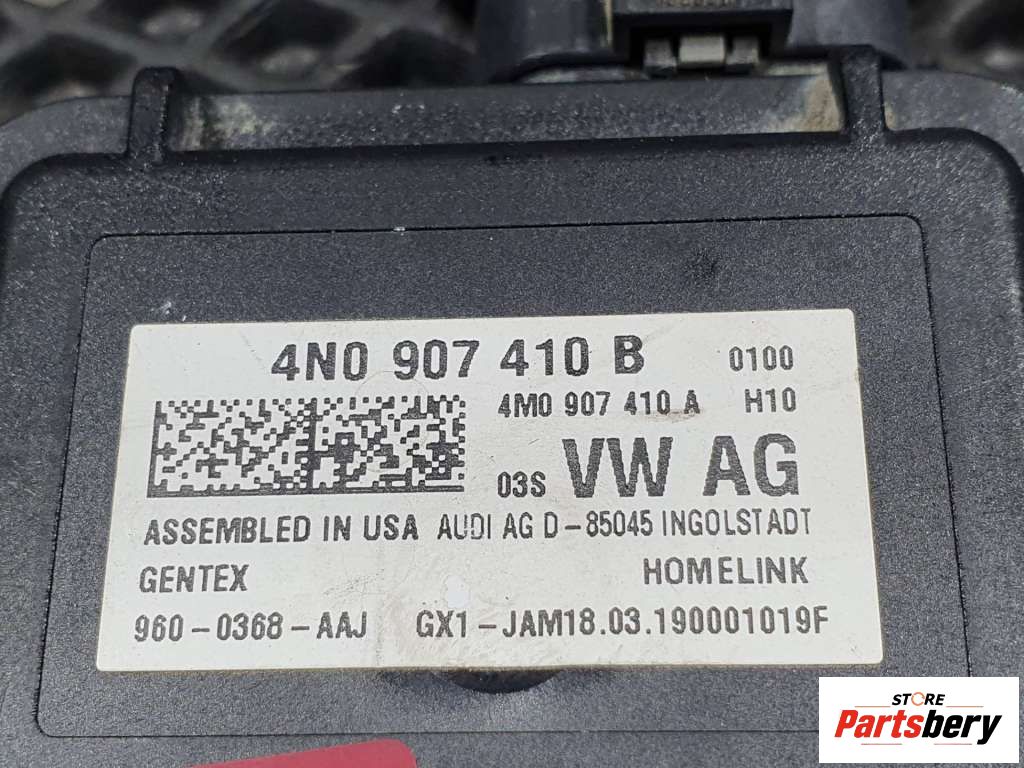 4N0 907 410 B 0100
4M0 907 410 A H10
03S VW AG
ASSEMBLED IN USA AUDI AG D-85045 INGOLSTADT
GENTEX HOMELINK
960-0368-AAJ GX1-JAM18.03.190001019F
STORE
Partsbery